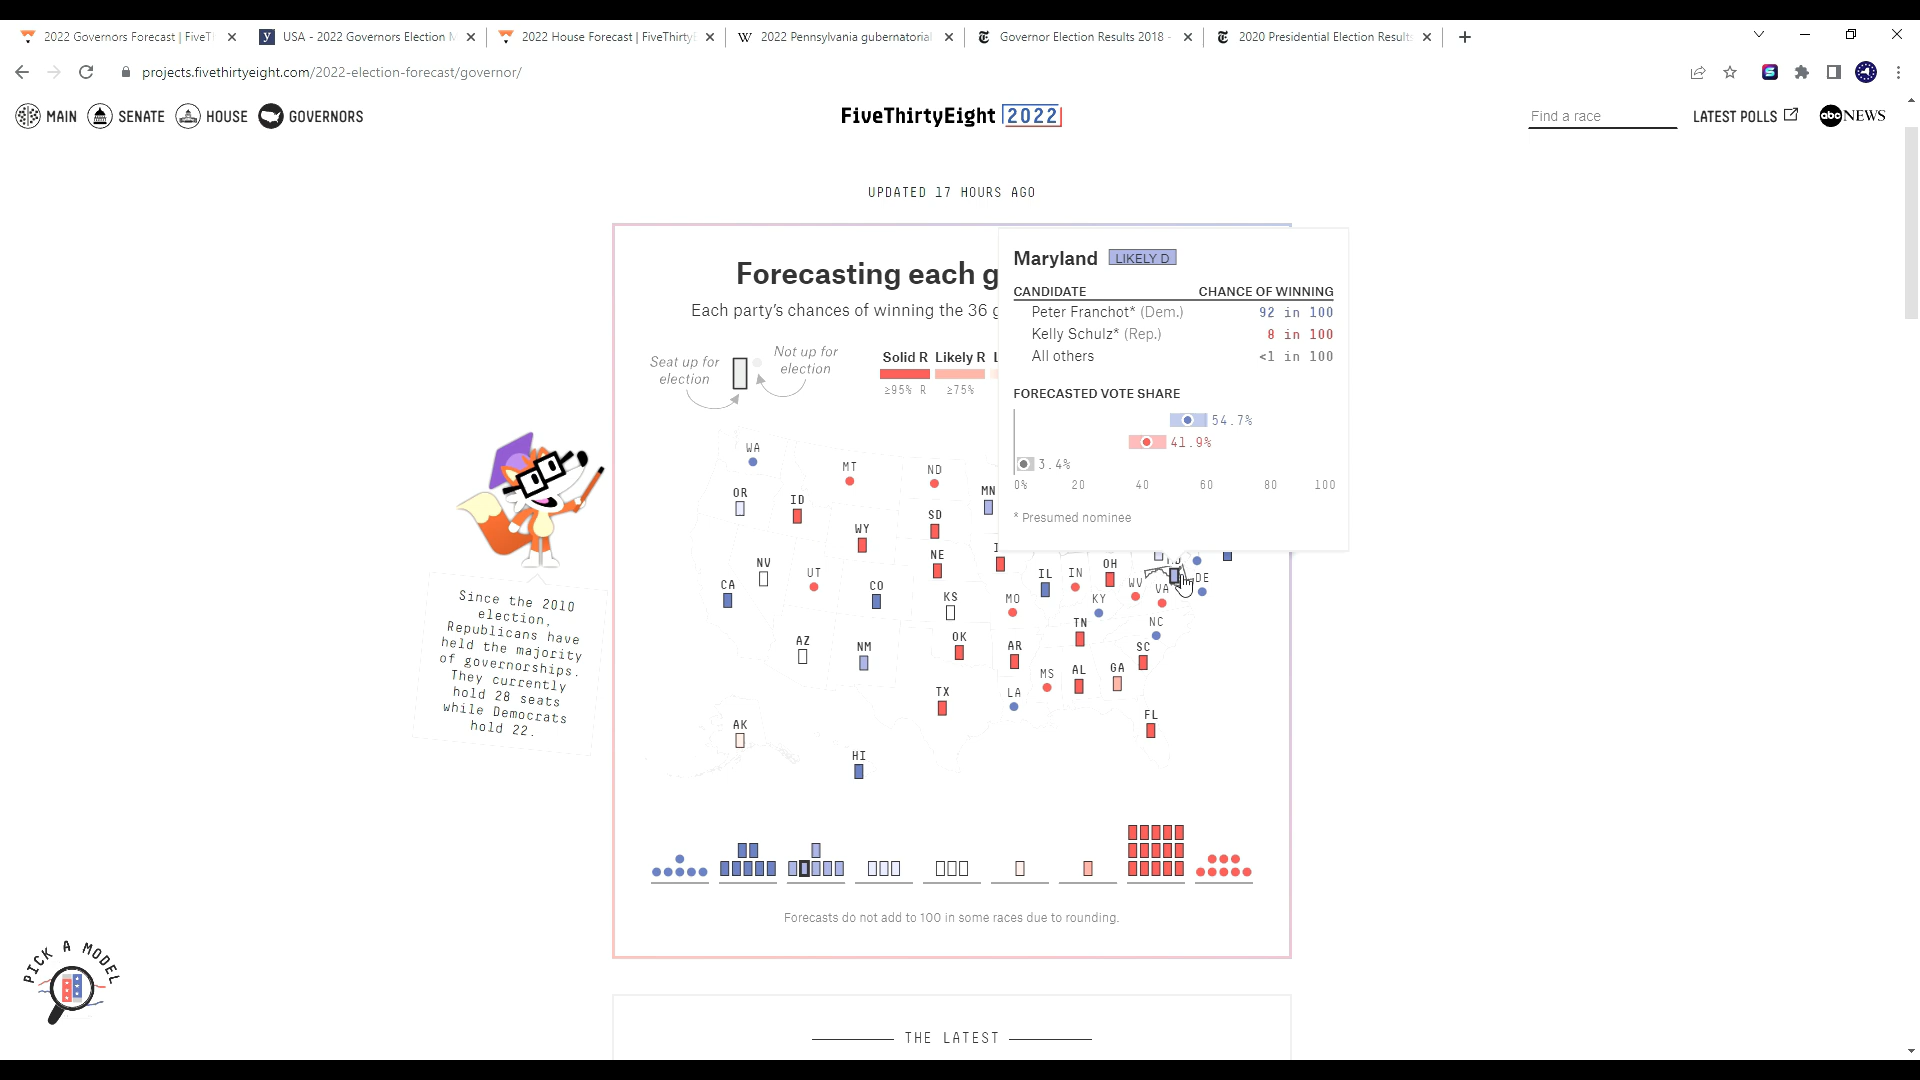 2022 Governors Forecast | FiveT
USA - 2022 Governors Election M
2022 House Forecast | FiveThirty
2022 Pennsylvania gubernatorial
Governor Election Results 2018 -
2020 Presidential Election Results
projects.fivethirtyeight.com/2022-election-forecast/governor/
MAIN
SENATE
HOUSE
GOVERNORS
FiveThirtyEight 2022
Find a race
LATEST POLLS
abc NEWS
UPDATED 17 HOURS AGO
Forecasting each g
Each party's chances of winning the 36 g
Seat up for
election
Not up for
election
Solid R Likely R L
≥95% R ≥75%
Maryland LIKELY D
CANDIDATE CHANCE OF WINNING
Peter Franchot* (Dem.) 92 in 100
Kelly Schulz* (Rep.) 8 in 100
All others <1 in 100
FORECASTED VOTE SHARE
54.7%
41.9%
3.4%
0% 20 40 60 80 100
* Presumed nominee
WA
MT
ND
OR
ID
MN
SD
WY
NE
NV
UT
CA
CO
IL
IN
OH
WV
VA
DE
KS
MO
KY
NC
TN
AZ
NM
OK
AR
SC
MS
AL
GA
TX
LA
FL
AK
HI
Since the 2010
election,
Republicans have
held the majority
of governorships.
They currently
hold 28 seats
while Democrats
hold 22.
Forecasts do not add to 100 in some races due to rounding.
PICK A MODEL
THE LATEST